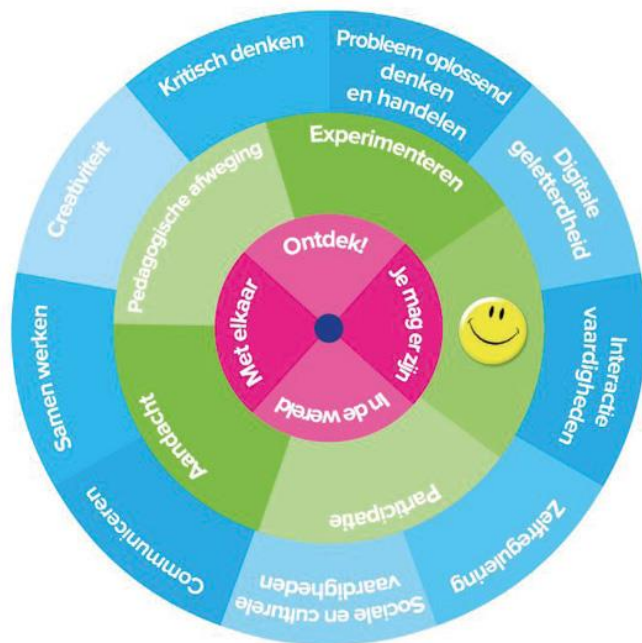 Probleem oplossend
denken
en handelen
Digitale
geletterdheid
Interactie
vaardigheden
Zelfregulering
Sociale en culturele
vaardigheden
Communiceren
Samen werken
Creativiteit
Kritisch denken
Experimenteren
Participatie
Aandacht
Pedagogische afweging
Ontdek!
Je mag er zijn
In de wereld
Met elkaar